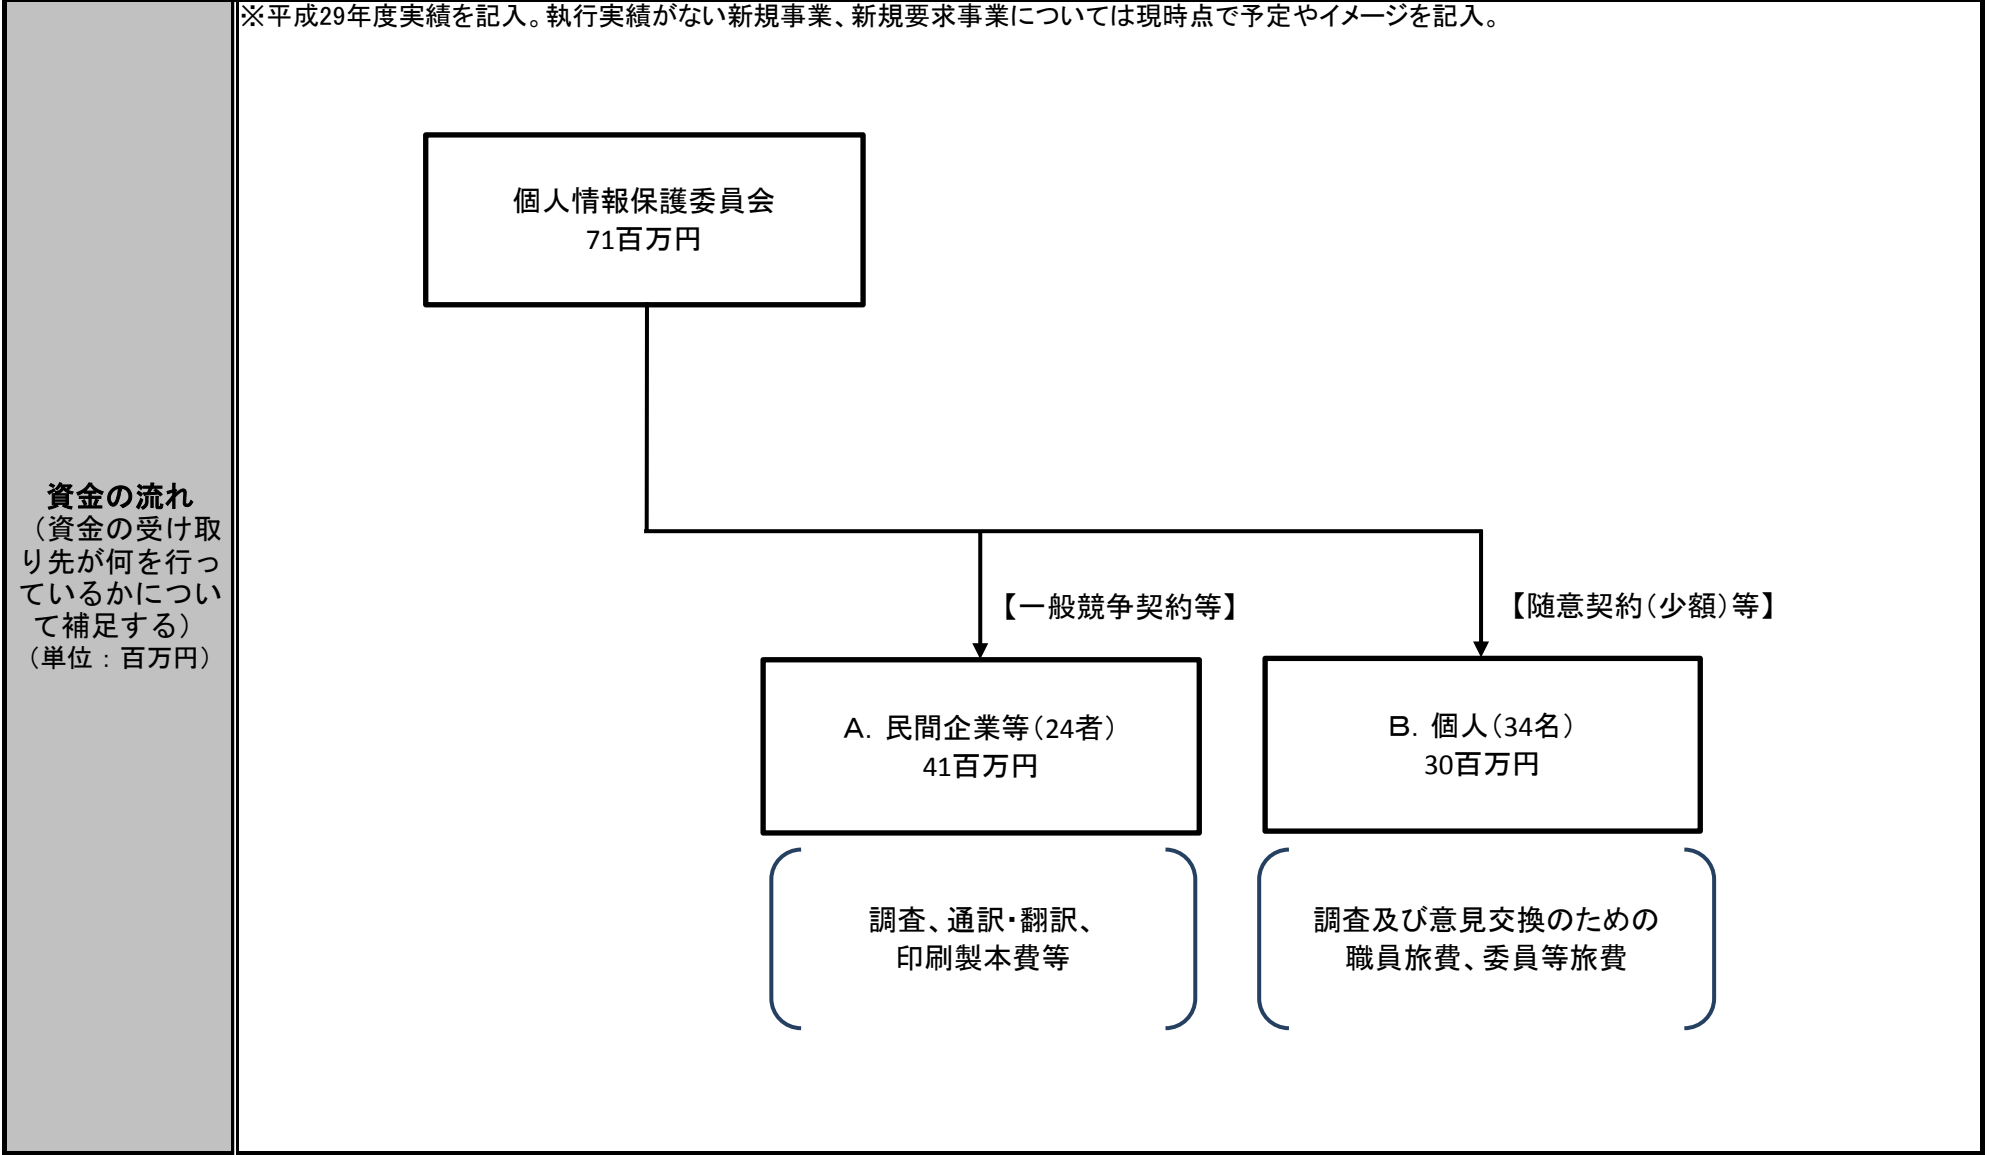 ※平成29年度実績を記入。執行実績がない新規事業、新規要求事業については現時点で予定やイメージを記入。
個人情報保護委員会
71百万円
資金の流れ
（資金の受け取
り先が何を行っ
ているかについ
て補足する）
（単位：百万円）
【一般競争契約等】
【随意契約（少額）等】
Ａ．民間企業等（24者）
41百万円
Ｂ．個人（34名）
30百万円
調査、通訳・翻訳、
印刷製本費等
調査及び意見交換のための
職員旅費、委員等旅費